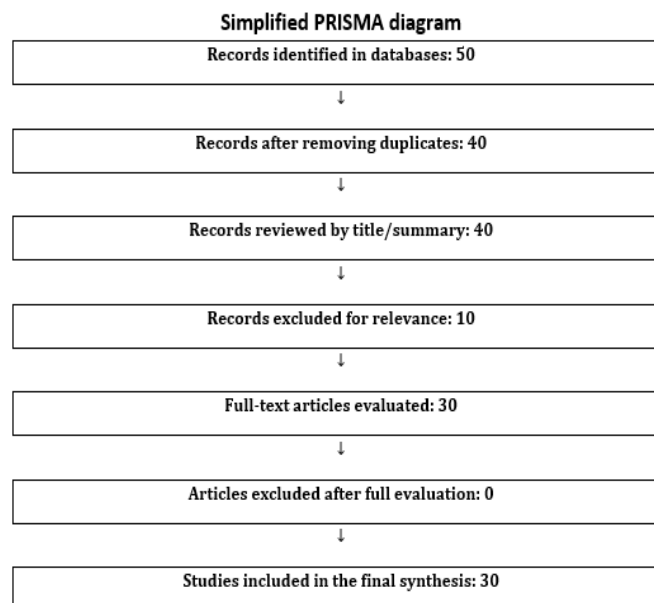 Simplified PRISMA diagram
Records identified in databases: 50
↓
Records after removing duplicates: 40
↓
Records reviewed by title/summary: 40
↓
Records excluded for relevance: 10
↓
Full-text articles evaluated: 30
↓
Articles excluded after full evaluation: 0
↓
Studies included in the final synthesis: 30